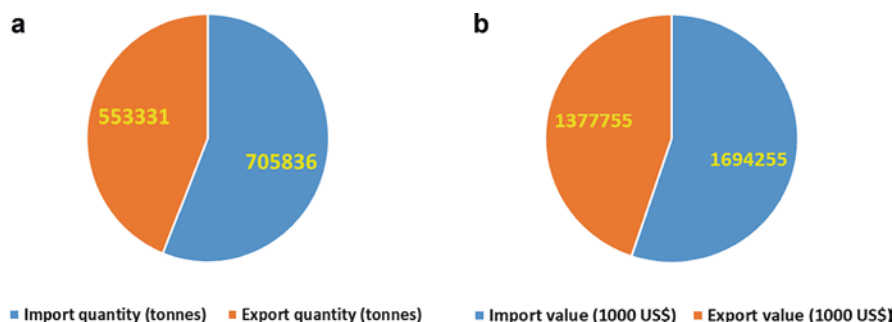 a
b
553331
705836
1377755
1694255
Import quantity (tonnes) Export quantity (tonnes)
Import value (1000 US$) Export value (1000 US$)